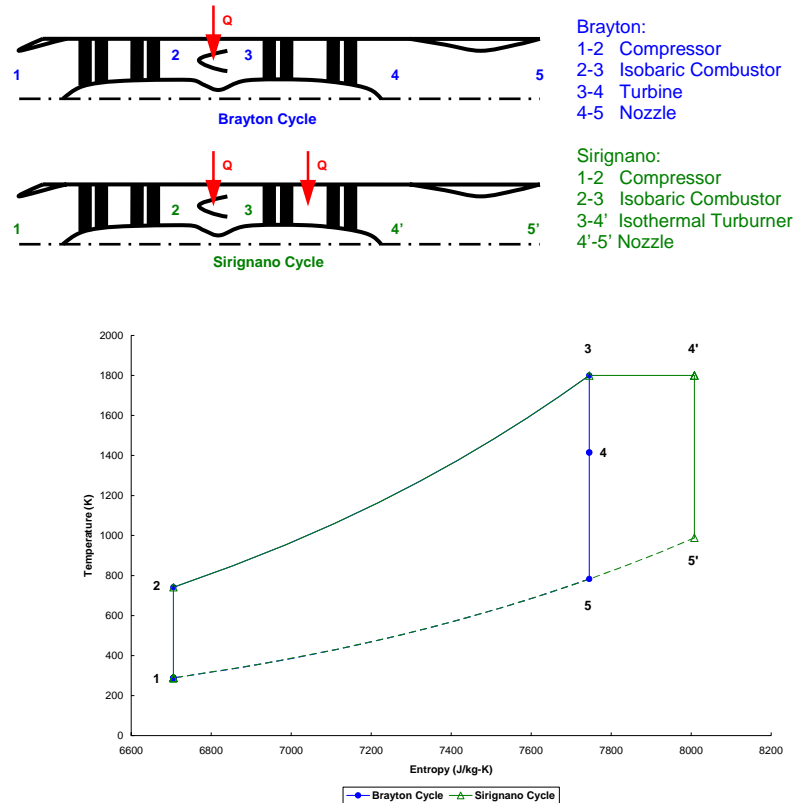 Q
2
3
1
4
5
Brayton Cycle
Brayton:
1-2 Compressor
2-3 Isobaric Combustor
3-4 Turbine
4-5 Nozzle
Q
Q
2
3
1
4'
5'
Sirignano Cycle
Sirignano:
1-2 Compressor
2-3 Isobaric Combustor
3-4' Isothermal Turburner
4'-5' Nozzle
2000
1800
1600
1400
1200
1000
800
600
400
200
0
Temperature (K)
3
4'
4
2
5'
5
1
6600 6800 7000 7200 7400 7600 7800 8000 8200
Entropy (J/kg-K)
Brayton Cycle Sirignano Cycle